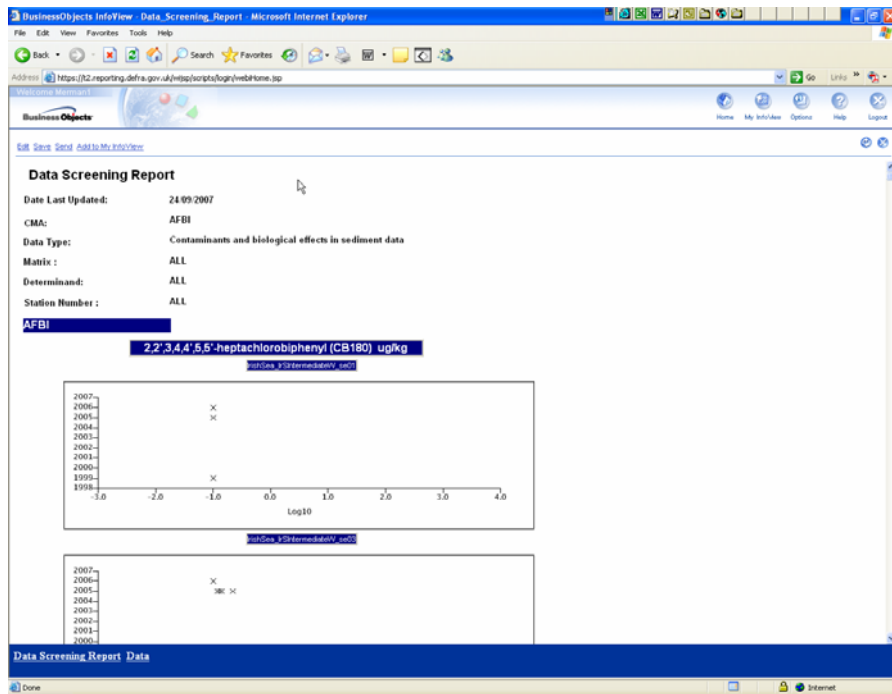 BusinessObjects InfoView - Data_Screening_Report - Microsoft Internet Explorer
File Edit View Favorites Tools Help
Back Search Favorites
Address https://t2.reporting.defra.gov.uk/wijsp/scripts/login/webiHome.jsp Go Links »
Welcome Merman1
Business Objects Home My InfoView Options Help Logout
Edit Save Send Add to My InfoView
Data Screening Report
Date Last Updated: 24/09/2007
CMA: AFBI
Data Type: Contaminants and biological effects in sediment data
Matrix : ALL
Determinand: ALL
Station Number : ALL
AFBI
2,2',3,4,4',5,5'-heptachlorobiphenyl (CB180) ug/kg
IrishSea_IrSIntermediateW_se01
2007
2006
2005
2004
2003
2002
2001
2000
1999
1998
-3.0 -2.0 -1.0 0.0 1.0 2.0 3.0 4.0
Log10
IrishSea_IrSIntermediateW_se03
2007
2006
2005
2004
2003
2002
2001
2000
Data Screening Report Data
Done Internet